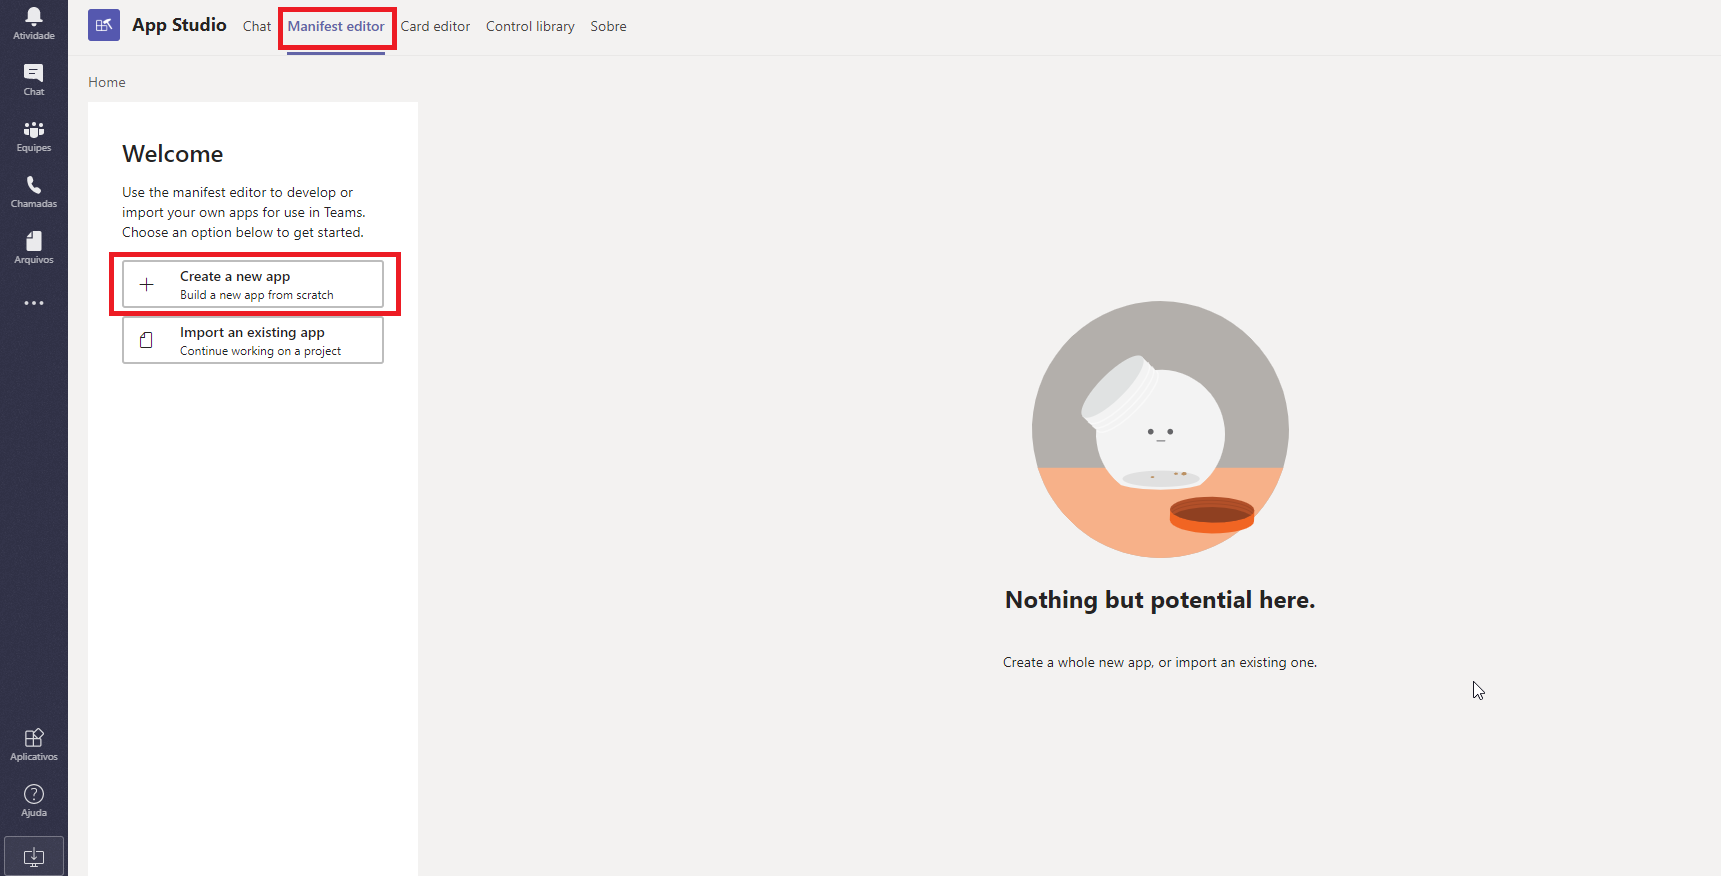 Atividade
Chat
Equipes
Chamadas
Arquivos
Aplicativos
Ajuda
App Studio Chat Manifest editor Card editor Control library Sobre
Home
Welcome
Use the manifest editor to develop or
import your own apps for use in Teams.
Choose an option below to get started.
Create a new app
Build a new app from scratch
Import an existing app
Continue working on a project
Nothing but potential here.
Create a whole new app, or import an existing one.